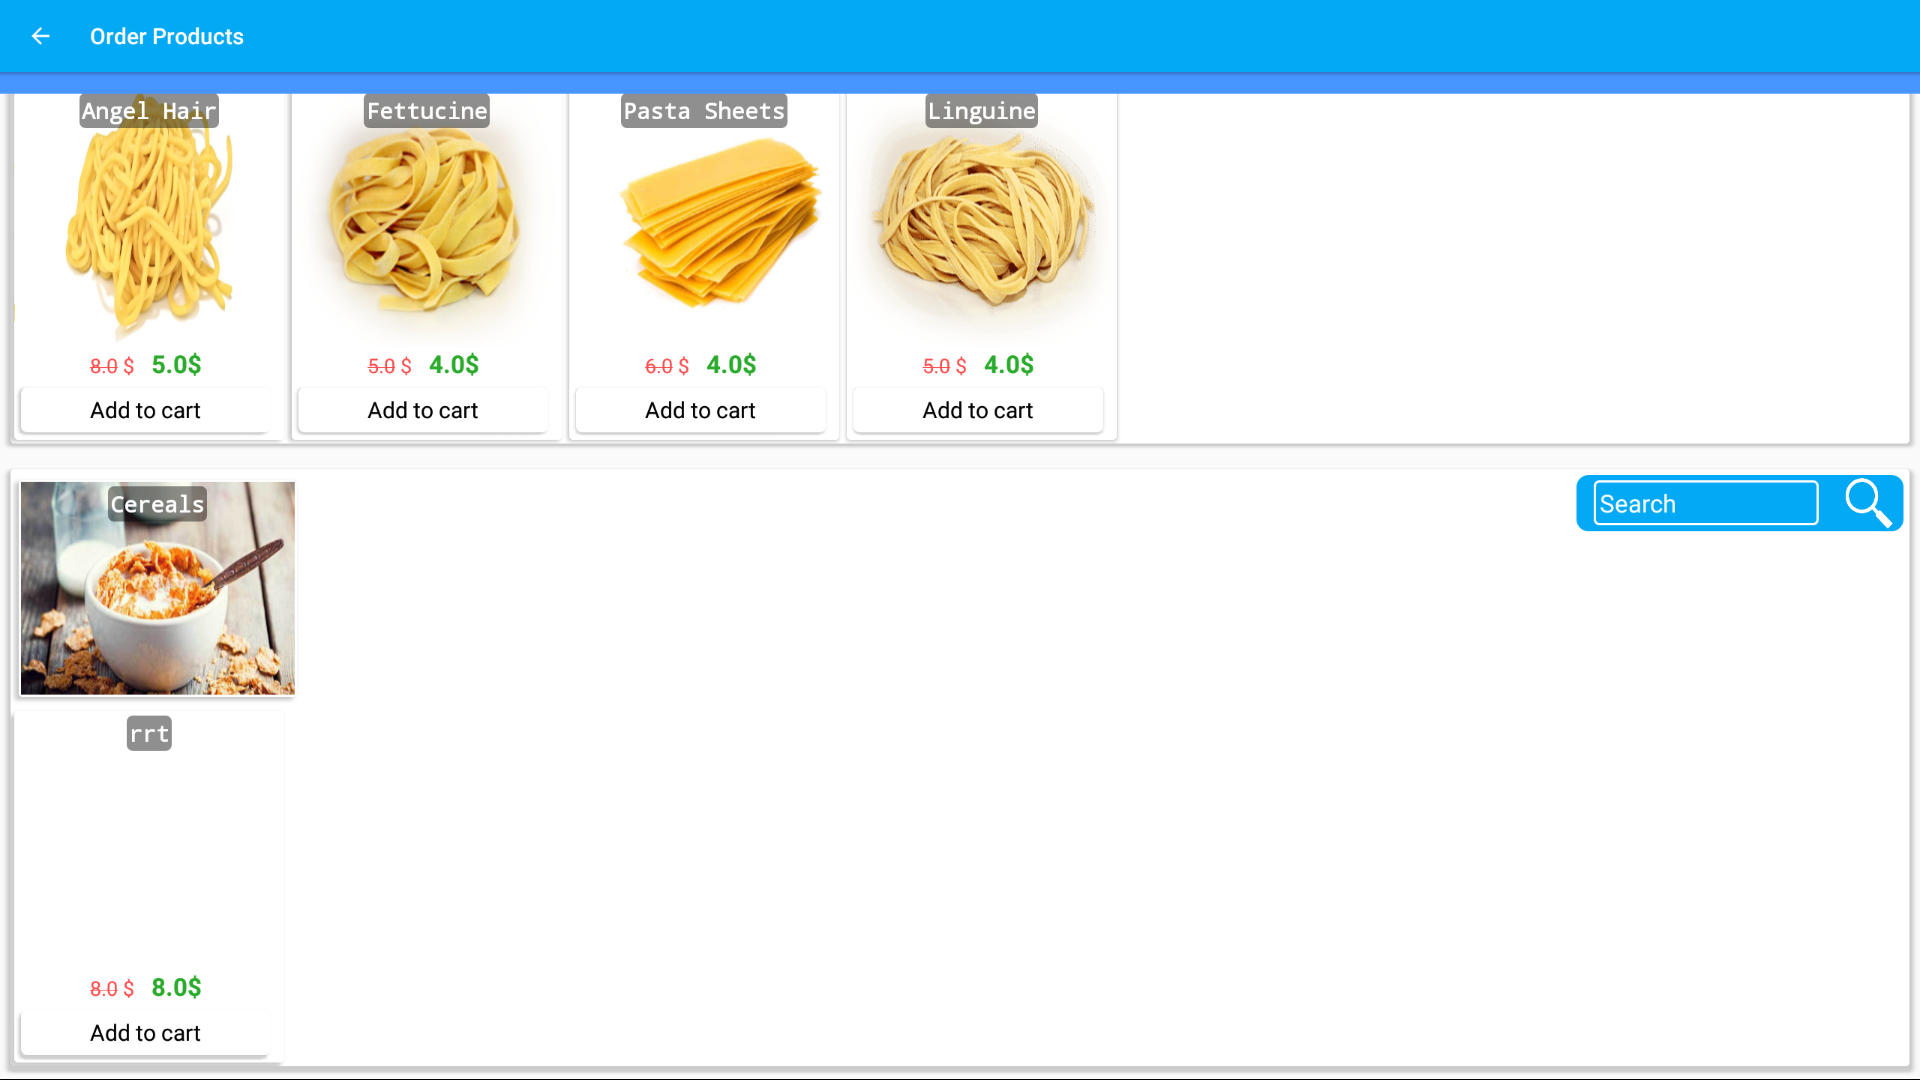 Order Products
Angel Hair
Fettucine
Pasta Sheets
Linguine
8.0 $ 5.0$
5.0 $ 4.0$
6.0 $ 4.0$
5.0 $ 4.0$
Add to cart
Add to cart
Add to cart
Add to cart
Cereals
Search
rrt
8.0 $ 8.0$
Add to cart